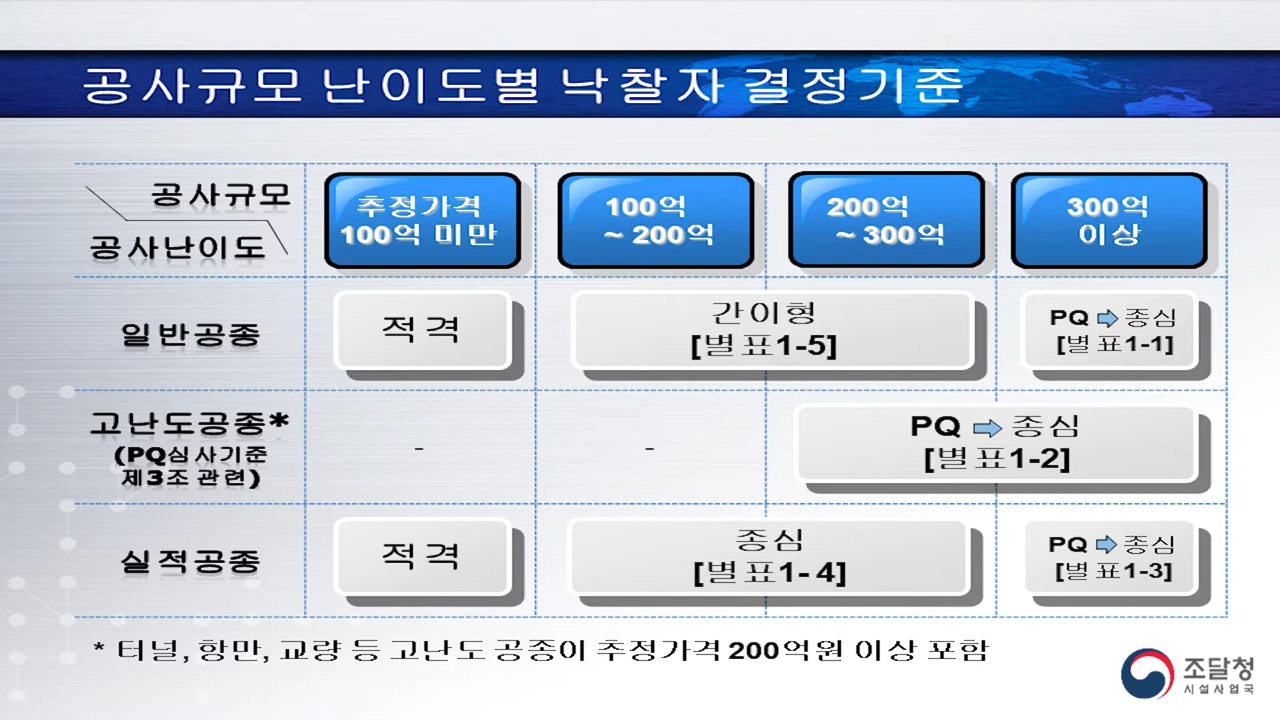 공사규모 난이도별 낙찰자 결정기준
공사규모
공사난이도
추정가격
100억 미만
100억
~ 200억
200억
~ 300억
300억
이상
일반공종
적격
간이형
[별표1-5]
PQ ⇨ 종심
[별표1-1]
고난도공종*
(PQ심사기준
제3조 관련)
-
-
PQ ⇨ 종심
[별표1-2]
실적공종
적격
종심
[별표1- 4]
PQ ⇨ 종심
[별표1-3]
* 터널, 항만, 교량 등 고난도 공종이 추정가격 200억원 이상 포함
조달청
시설사업국